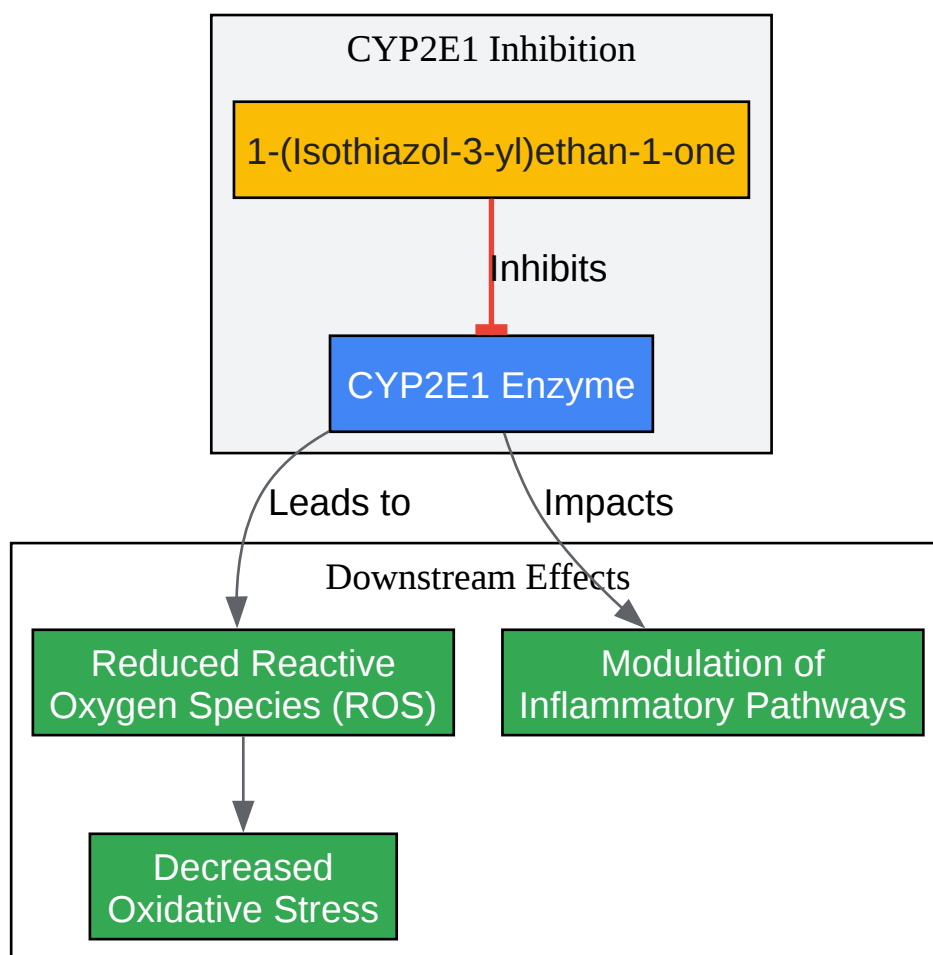 CYP2E1 Inhibition
1-(Isothiazol-3-yl)ethan-1-one
Inhibits
CYP2E1 Enzyme
Leads to
Impacts
Downstream Effects
Reduced Reactive
Oxygen Species (ROS)
Modulation of
Inflammatory Pathways
Decreased
Oxidative Stress